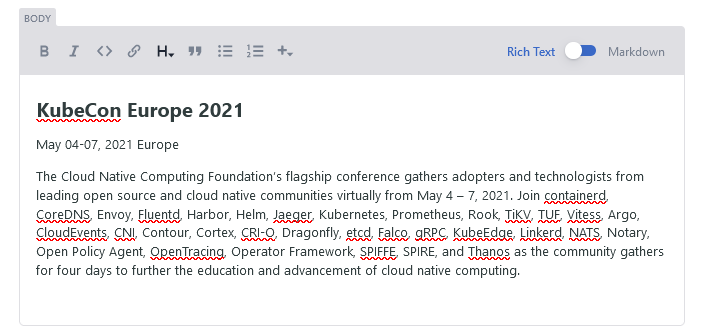 BODY
B I <> H 
Rich Text Markdown
KubeCon Europe 2021
May 04-07, 2021 Europe
The Cloud Native Computing Foundation's flagship conference gathers adopters and technologists from
leading open source and cloud native communities virtually from May 4 – 7, 2021. Join containerd,
CoreDNS, Envoy, Fluentd, Harbor, Helm, Jaeger, Kubernetes, Prometheus, Rook, TiKV, TUF, Vitess, Argo,
CloudEvents, CNI, Contour, Cortex, CRI-O, Dragonfly, etcd, Falco, gRPC, KubeEdge, Linkerd, NATS, Notary,
Open Policy Agent, OpenTracing, Operator Framework, SPIFFE, SPIRE, and Thanos as the community gathers
for four days to further the education and advancement of cloud native computing.